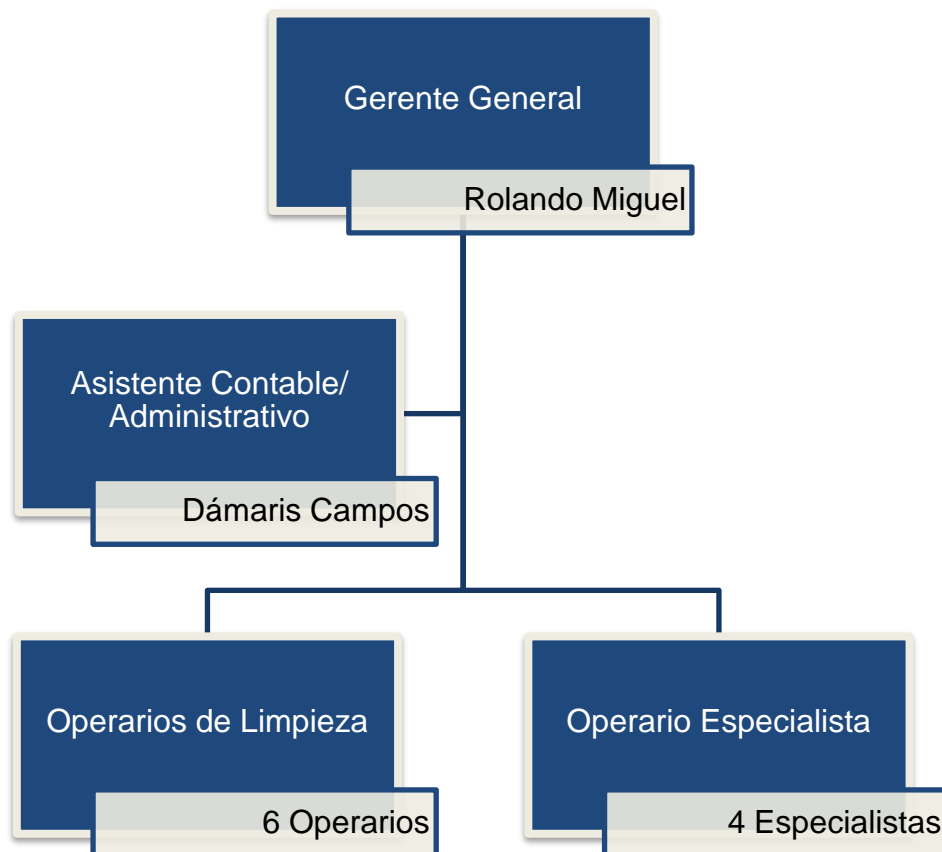 Gerente General
Rolando Miguel
Asistente Contable/
Administrativo
Dámaris Campos
Operarios de Limpieza
6 Operarios
Operario Especialista
4 Especialistas